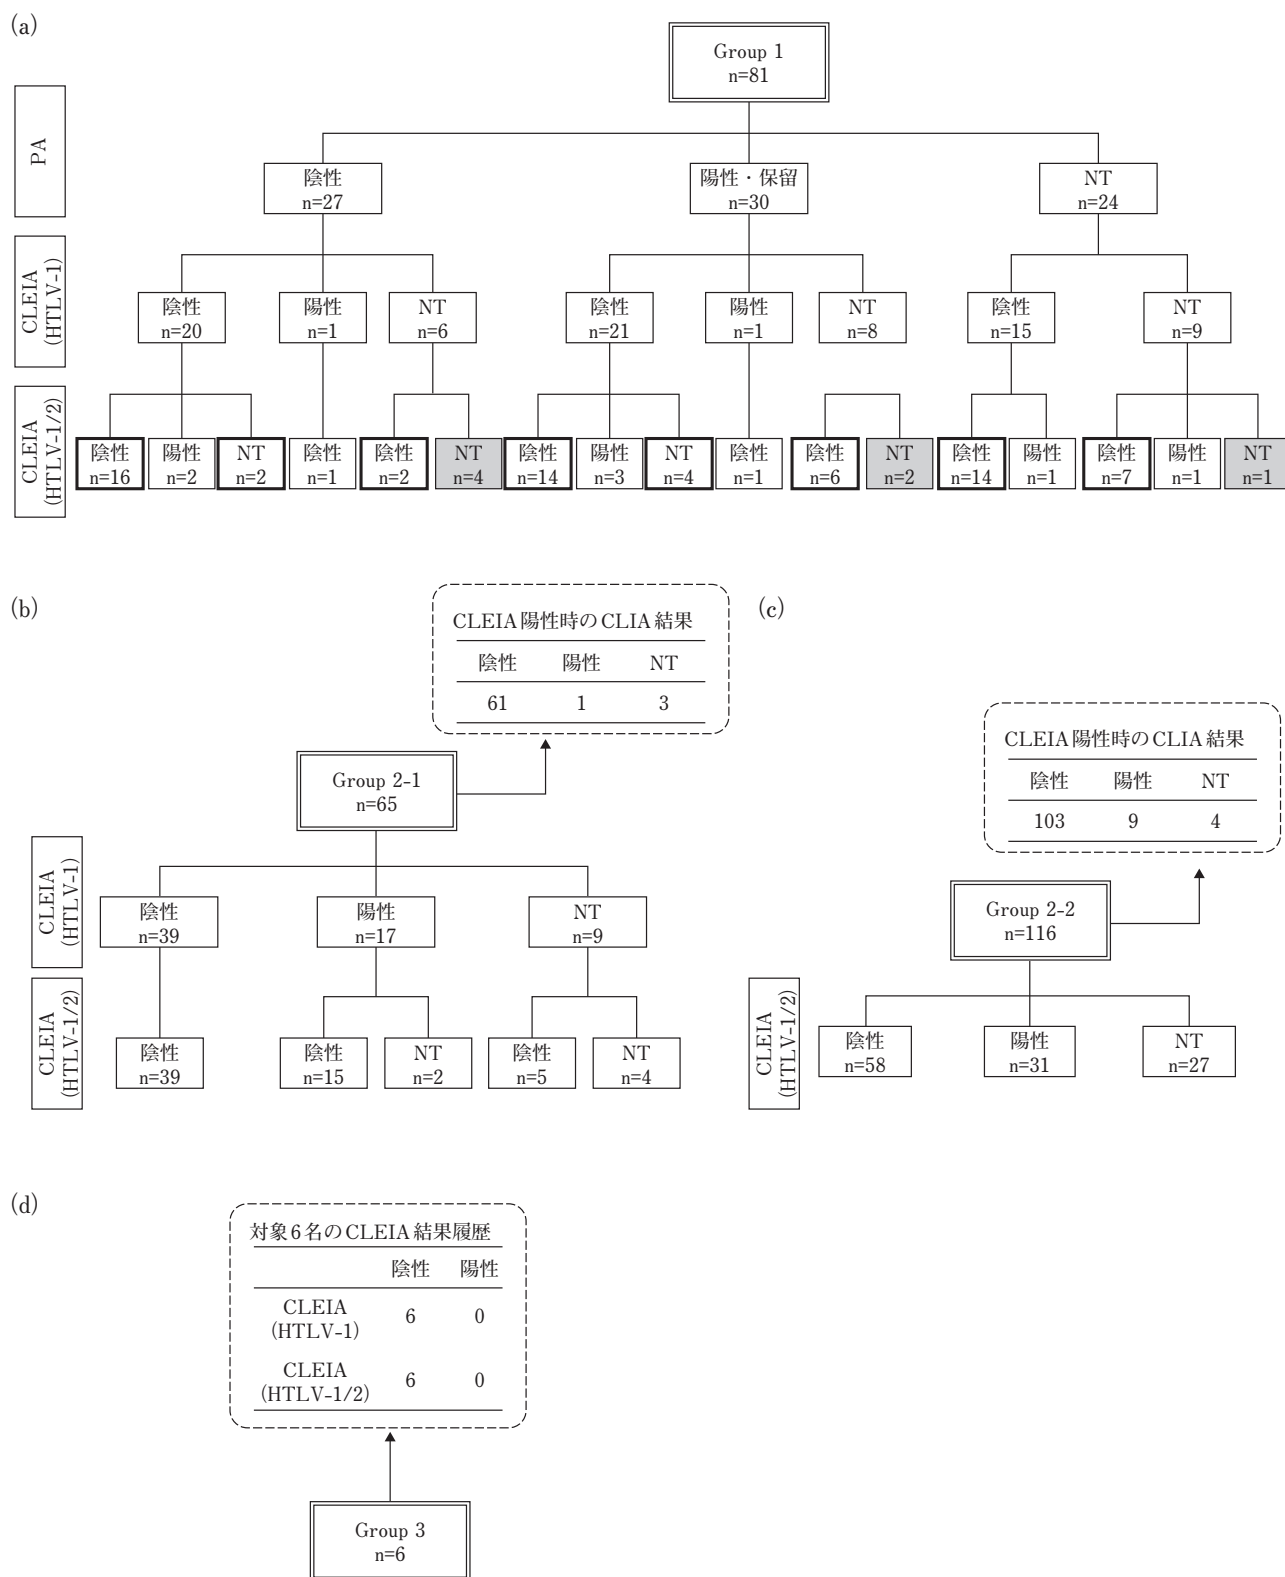 (a)
Group 1
n=81
PA
陰性
n=27
陽性・保留
n=30
NT
n=24
CLEIA
(HTLV-1)
陰性
n=20
陽性
n=1
NT
n=6
陰性
n=21
陽性
n=1
NT
n=8
陰性
n=15
NT
n=9
CLEIA
(HTLV-1/2)
陰性
n=16
陽性
n=2
NT
n=2
陰性
n=1
陰性
n=2
NT
n=4
陰性
n=14
陽性
n=3
NT
n=4
陰性
n=1
陰性
n=6
NT
n=2
陰性
n=14
陽性
n=1
陰性
n=7
陽性
n=1
NT
n=1
(b)
CLEIA陽性時のCLIA結果
陰性 陽性 NT
61 1 3
Group 2-1
n=65
CLEIA
(HTLV-1)
陰性
n=39
陽性
n=17
NT
n=9
CLEIA
(HTLV-1/2)
陰性
n=39
陰性
n=15
NT
n=2
陰性
n=5
NT
n=4
(c)
CLEIA陽性時のCLIA結果
陰性 陽性 NT
103 9 4
Group 2-2
n=116
CLEIA
(HTLV-1/2)
陰性
n=58
陽性
n=31
NT
n=27
(d)
対象6名のCLEIA結果履歴
陰性 陽性
CLEIA
(HTLV-1)
6 0
CLEIA
(HTLV-1/2)
6 0
Group 3
n=6